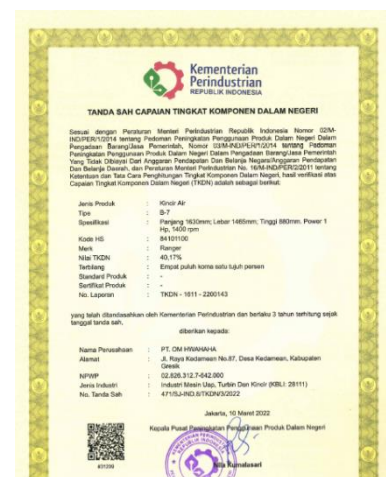 Kementerian
Perindustrian
REPUBLIK INDONESIA
TANDA SAH CAPAIAN TINGKAT KOMPONEN DALAM NEGERI
Sesuai dengan Peraturan Menteri Perindustrian Republik Indonesia Nomor 02/M-
IND/PER/1/2014 tentang Pedoman Peningkatan Penggunaan Produk Dalam Negeri Dalam
Pengadaan Barang/Jasa Pemerintah, Nomor 03/M-IND/PER/1/2014 tentang Pedoman
Peningkatan Penggunaan Produk Dalam Negeri Dalam Pengadaan Barang/Jasa Pemerintah
Yang Tidak Dibiayai Dari Anggaran Pendapatan Dan Belanja Negara/Anggaran Pendapatan
Dan Belanja Daerah, dan Peraturan Menteri Perindustrian No. 16/M-IND/PER/2/2011 tentang
Ketentuan dan Tata Cara Penghitungan Tingkat Komponen Dalam Negeri, hasil verifikasi atas
Capaian Tingkat Komponen Dalam Negeri (TKDN) adalah sebagai berikut:
Jenis Produk : Kincir Air
Tipe : B-7
Spesifikasi : Panjang 1630mm; Lebar 1465mm; Tinggi 880mm. Power 1
Hp, 1400 rpm
Kode HS : 84101100
Merk : Ranger
Nilai TKDN : 40,17%
Terbilang : Empat puluh koma satu tujuh persen
Standard Produk : -
Sertifikat Produk : -
No. Laporan : TKDN - 1611 - 2200143
yang telah ditandasahkan oleh Kementerian Perindustrian dan berlaku 3 tahun terhitung sejak
tanggal tanda sah.
diberikan kepada:
Nama Perusahaan : PT. OM HWAHAHA
Alamat : Jl. Raya Kedamean No.87, Desa Kedamean, Kabupaten
Gresik
NPWP : 02.826.312.7-642.000
Jenis Industri : Industri Mesin Uap, Turbin Dan Kincir (KBLI: 28111)
No. Tanda Sah : 471/SJ-IND.8/TKDN/3/2022
Jakarta, 10 Maret 2022
Kepala Pusat Peningkatan Penggunaan Produk Dalam Negeri
Nila Kumalasari